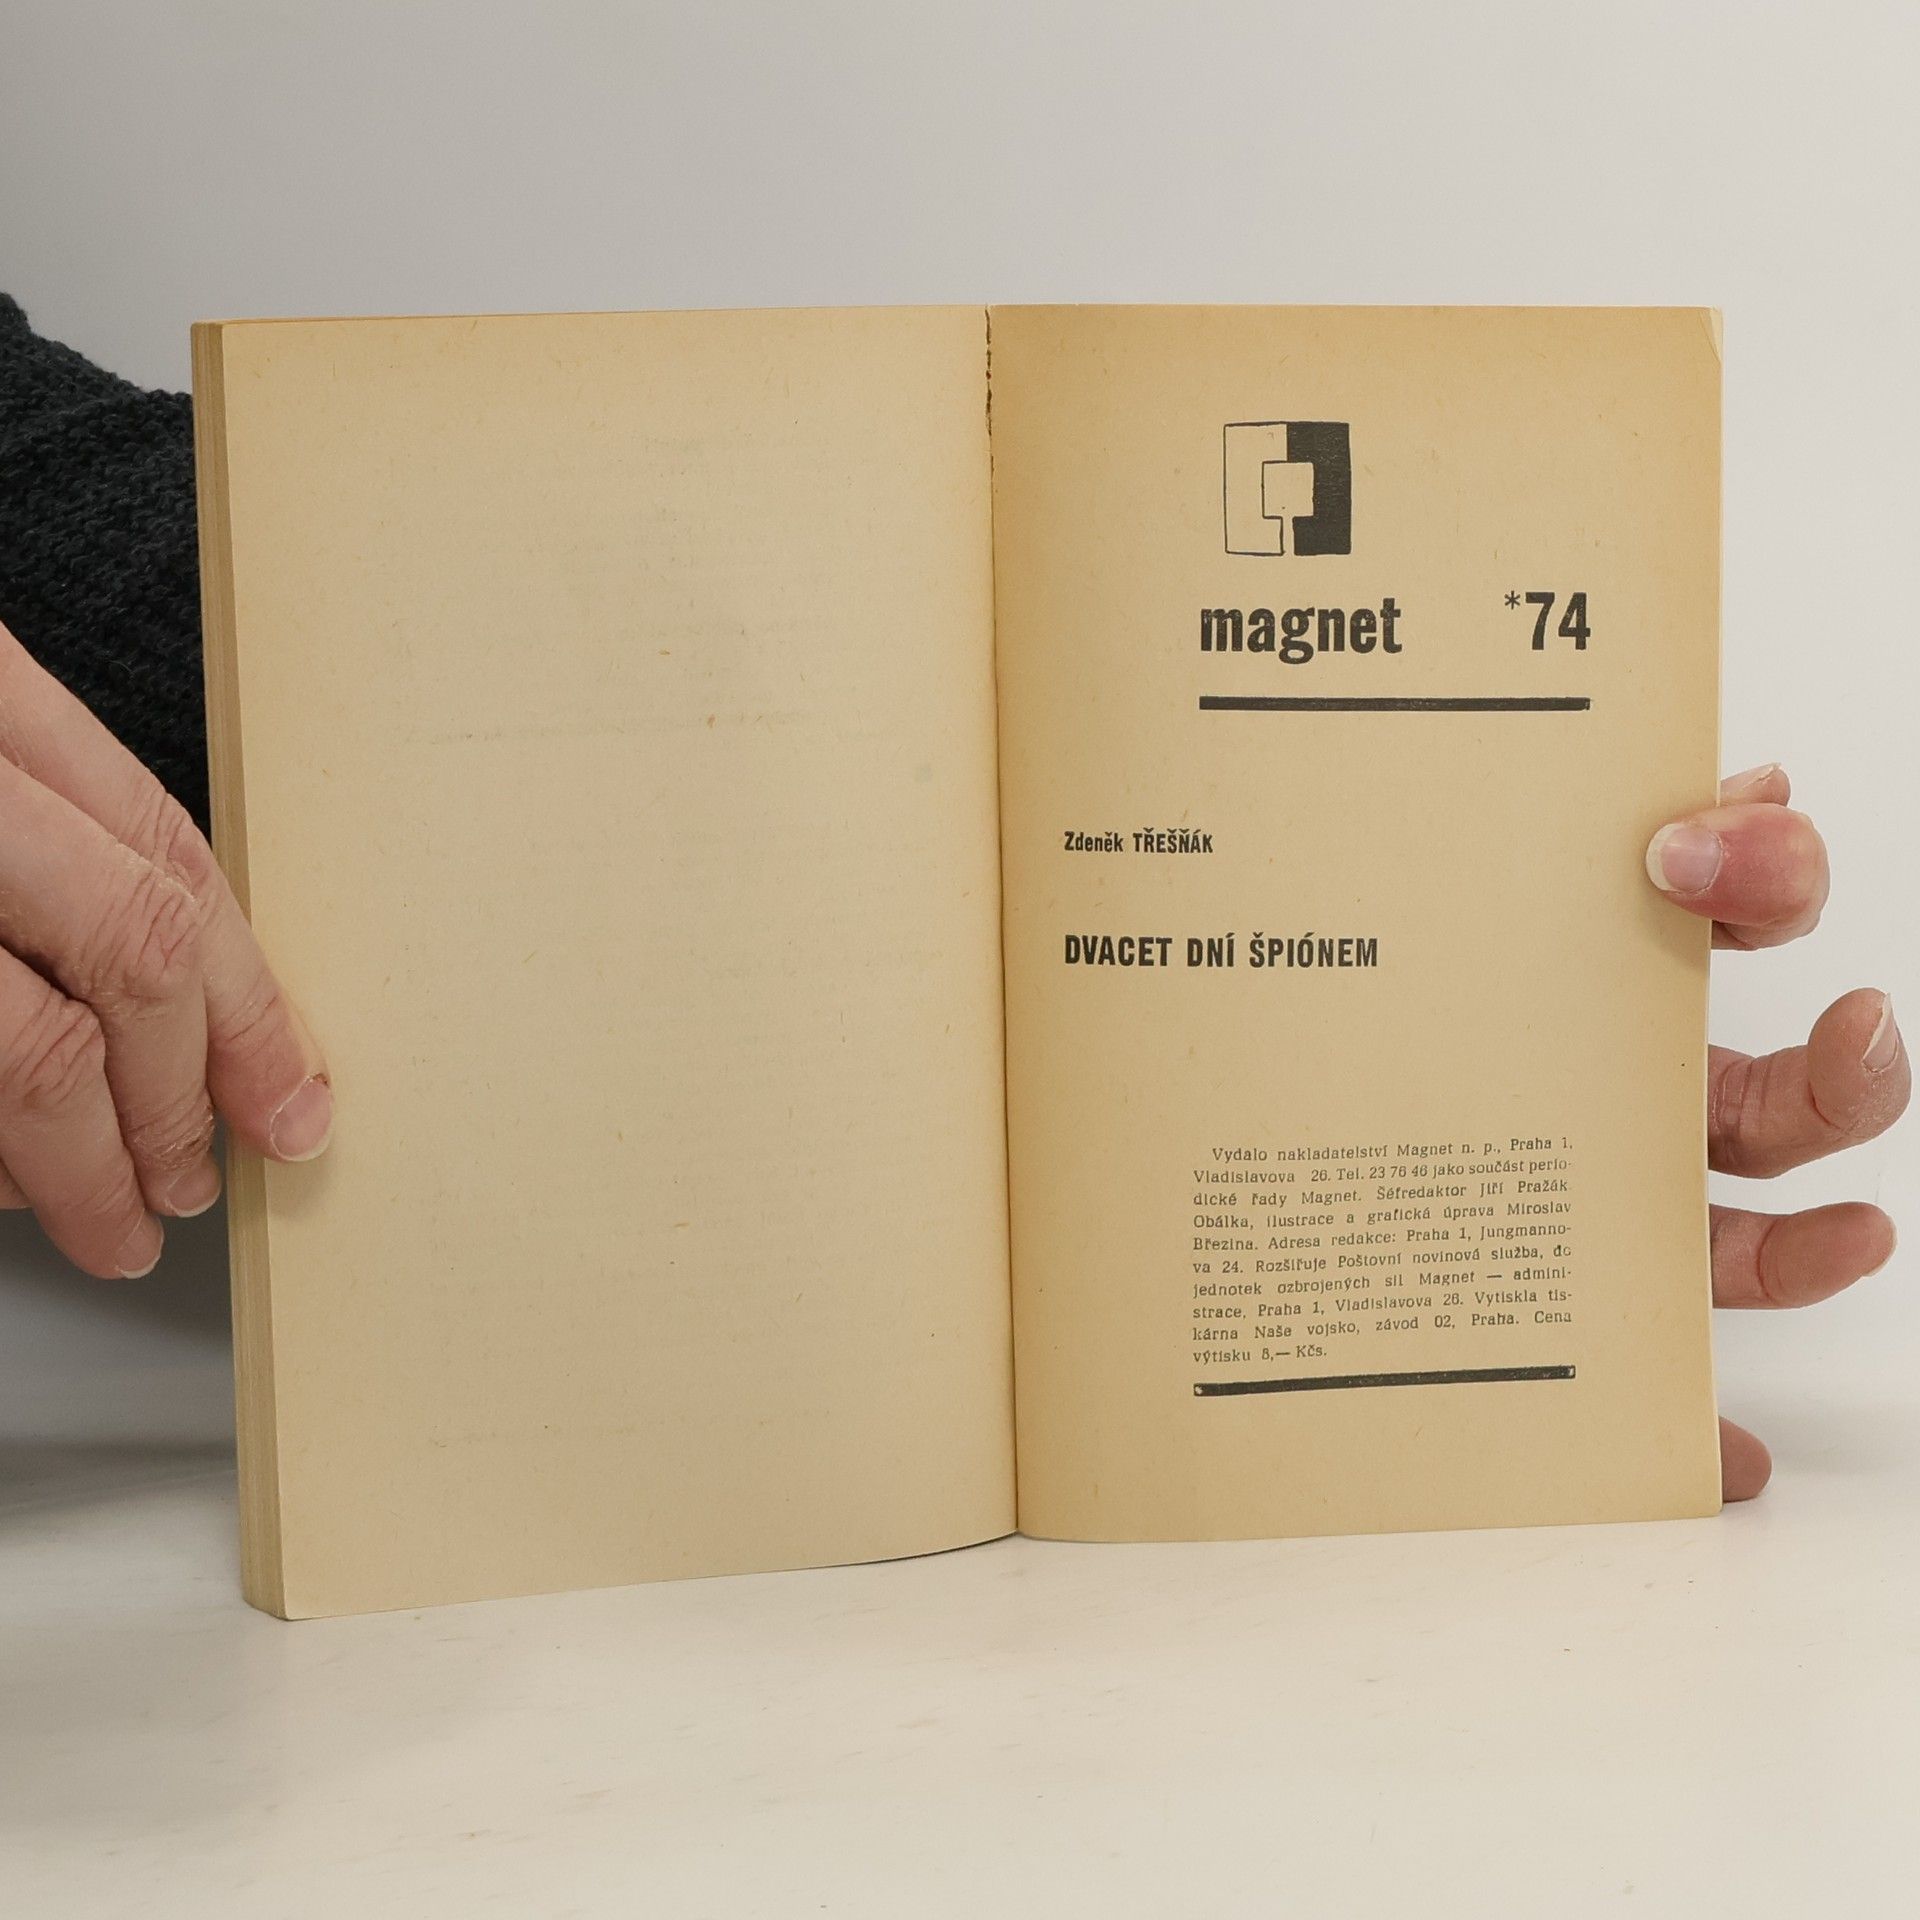 magnet *74
Zdeněk TŘEŠŇÁK
DVACET DNÍ ŠPIÓNEM
Vydalo nakladatelství Magnet n. p., Praha 1,
Vladislavova 26. Tel. 23 76 46 jako součást perio-
dické řady Magnet. Šéfredaktor Jiří Pražák.
Obálka, ilustrace a grafická úprava Miroslav
Březina. Adresa redakce: Praha 1, Jungmanno-
va 24. Rozšiřuje Poštovní novinová služba, do
jednotek ozbrojených sil Magnet — admini-
strace, Praha 1, Vladislavova 26. Vytiskla tis-
kárna Naše vojsko, závod 02, Praha. Cena
výtisku 8,— Kčs.